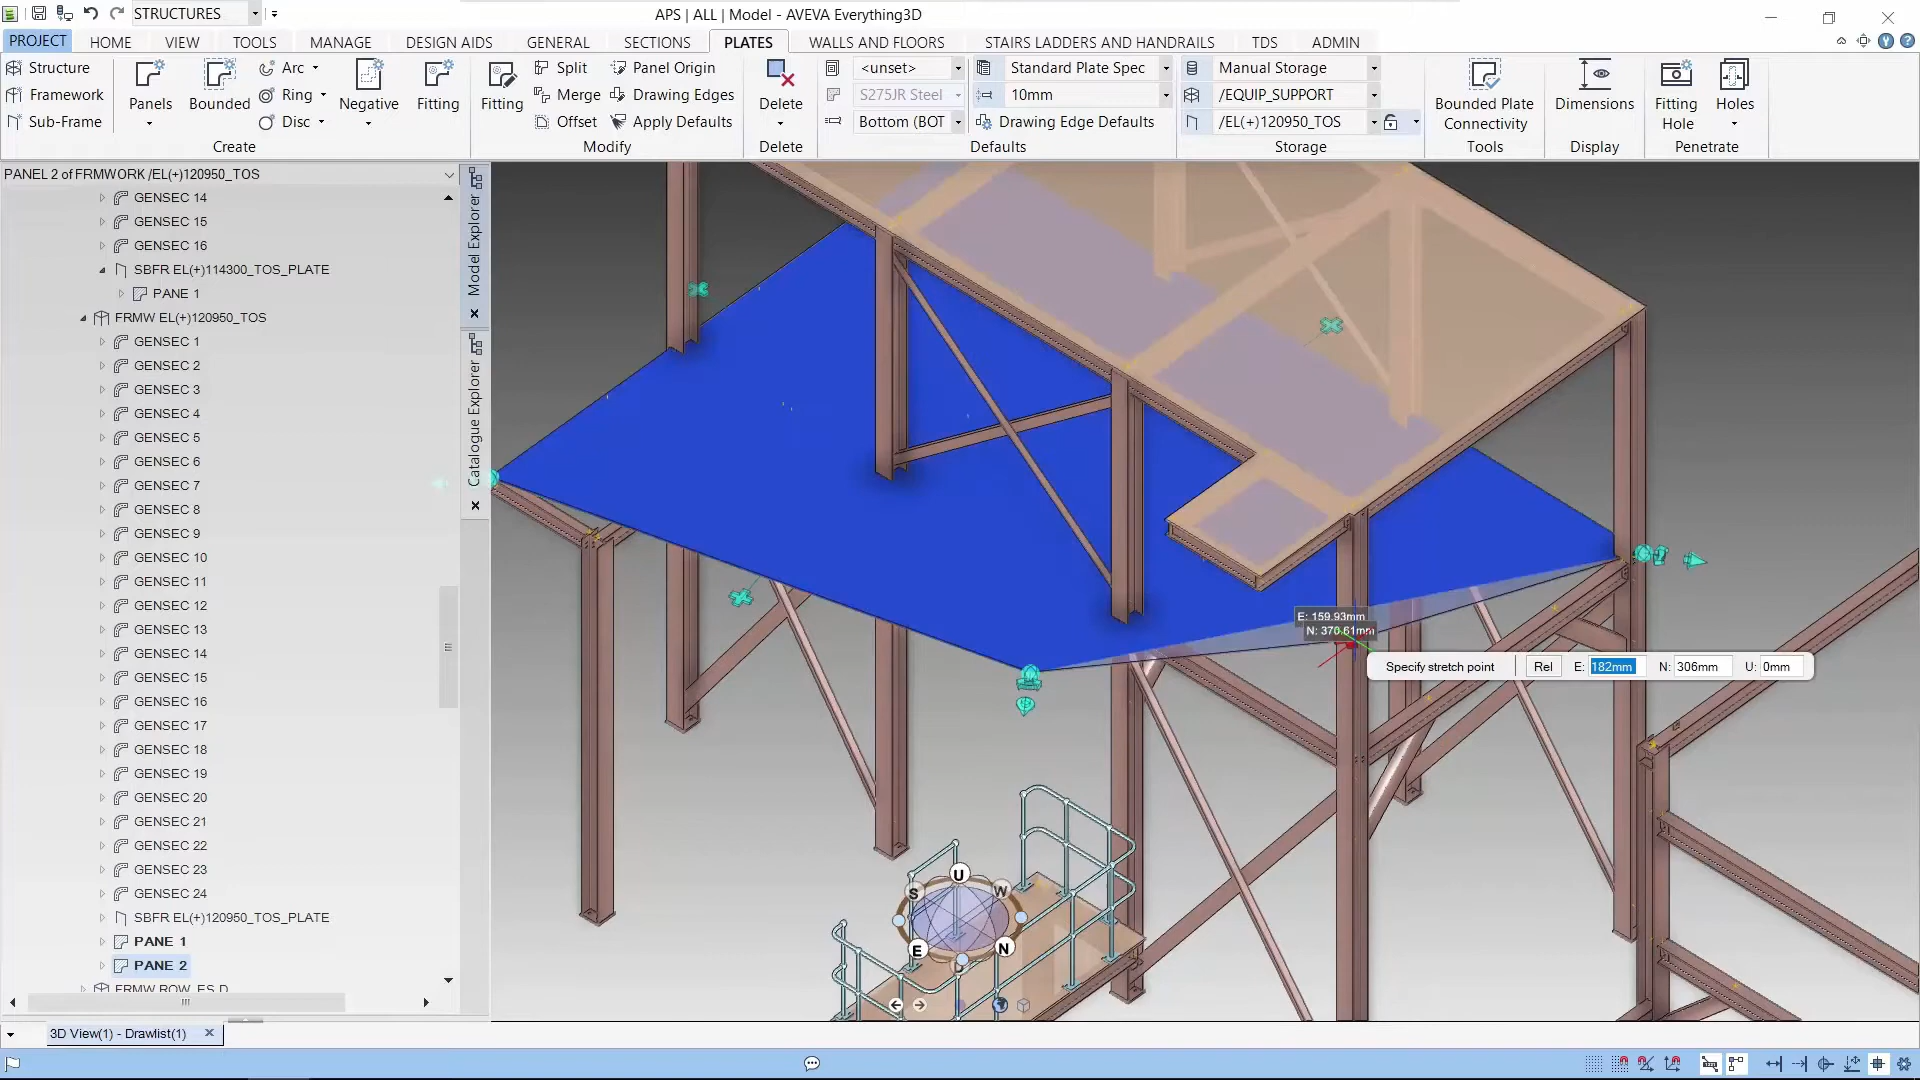 STRUCTURES
APS | ALL | Model - AVEVA Everything3D
PROJECT
HOME
VIEW
TOOLS
MANAGE
DESIGN AIDS
GENERAL
SECTIONS
PLATES
WALLS AND FLOORS
STAIRS LADDERS AND HANDRAILS
TDS
ADMIN
Structure
Framework
Sub-Frame
Panels
Bounded
Arc
Ring
Disc
Negative
Fitting
Create
Fitting
Split
Merge
Offset
Panel Origin
Drawing Edges
Apply Defaults
Modify
Delete
Delete
<unset>
S275JR Steel
Bottom (BOT
Standard Plate Spec
10mm
Drawing Edge Defaults
Defaults
Manual Storage
/EQUIP_SUPPORT
/EL(+)120950_TOS
Storage
Bounded Plate
Connectivity
Tools
Dimensions
Display
Fitting
Hole
Holes
Penetrate
PANEL 2 of FRMWORK /EL(+)120950_TOS
GENSEC 14
GENSEC 15
GENSEC 16
SBFR EL(+)114300_TOS_PLATE
PANE 1
FRMW EL(+)120950_TOS
GENSEC 1
GENSEC 2
GENSEC 3
GENSEC 4
GENSEC 5
GENSEC 6
GENSEC 7
GENSEC 8
GENSEC 9
GENSEC 10
GENSEC 11
GENSEC 12
GENSEC 13
GENSEC 14
GENSEC 15
GENSEC 16
GENSEC 17
GENSEC 18
GENSEC 19
GENSEC 20
GENSEC 21
GENSEC 22
GENSEC 23
GENSEC 24
SBFR EL(+)120950_TOS_PLATE
PANE 1
PANE 2
FRMW ROW_ES_D
Model Explorer
Catalogue Explorer
E: 159.93mm
N: 370.61mm
Specify stretch point
Rel
E: 182mm
N: 306mm
U: 0mm
U
S
W
E
N
3D View(1) - Drawlist(1)